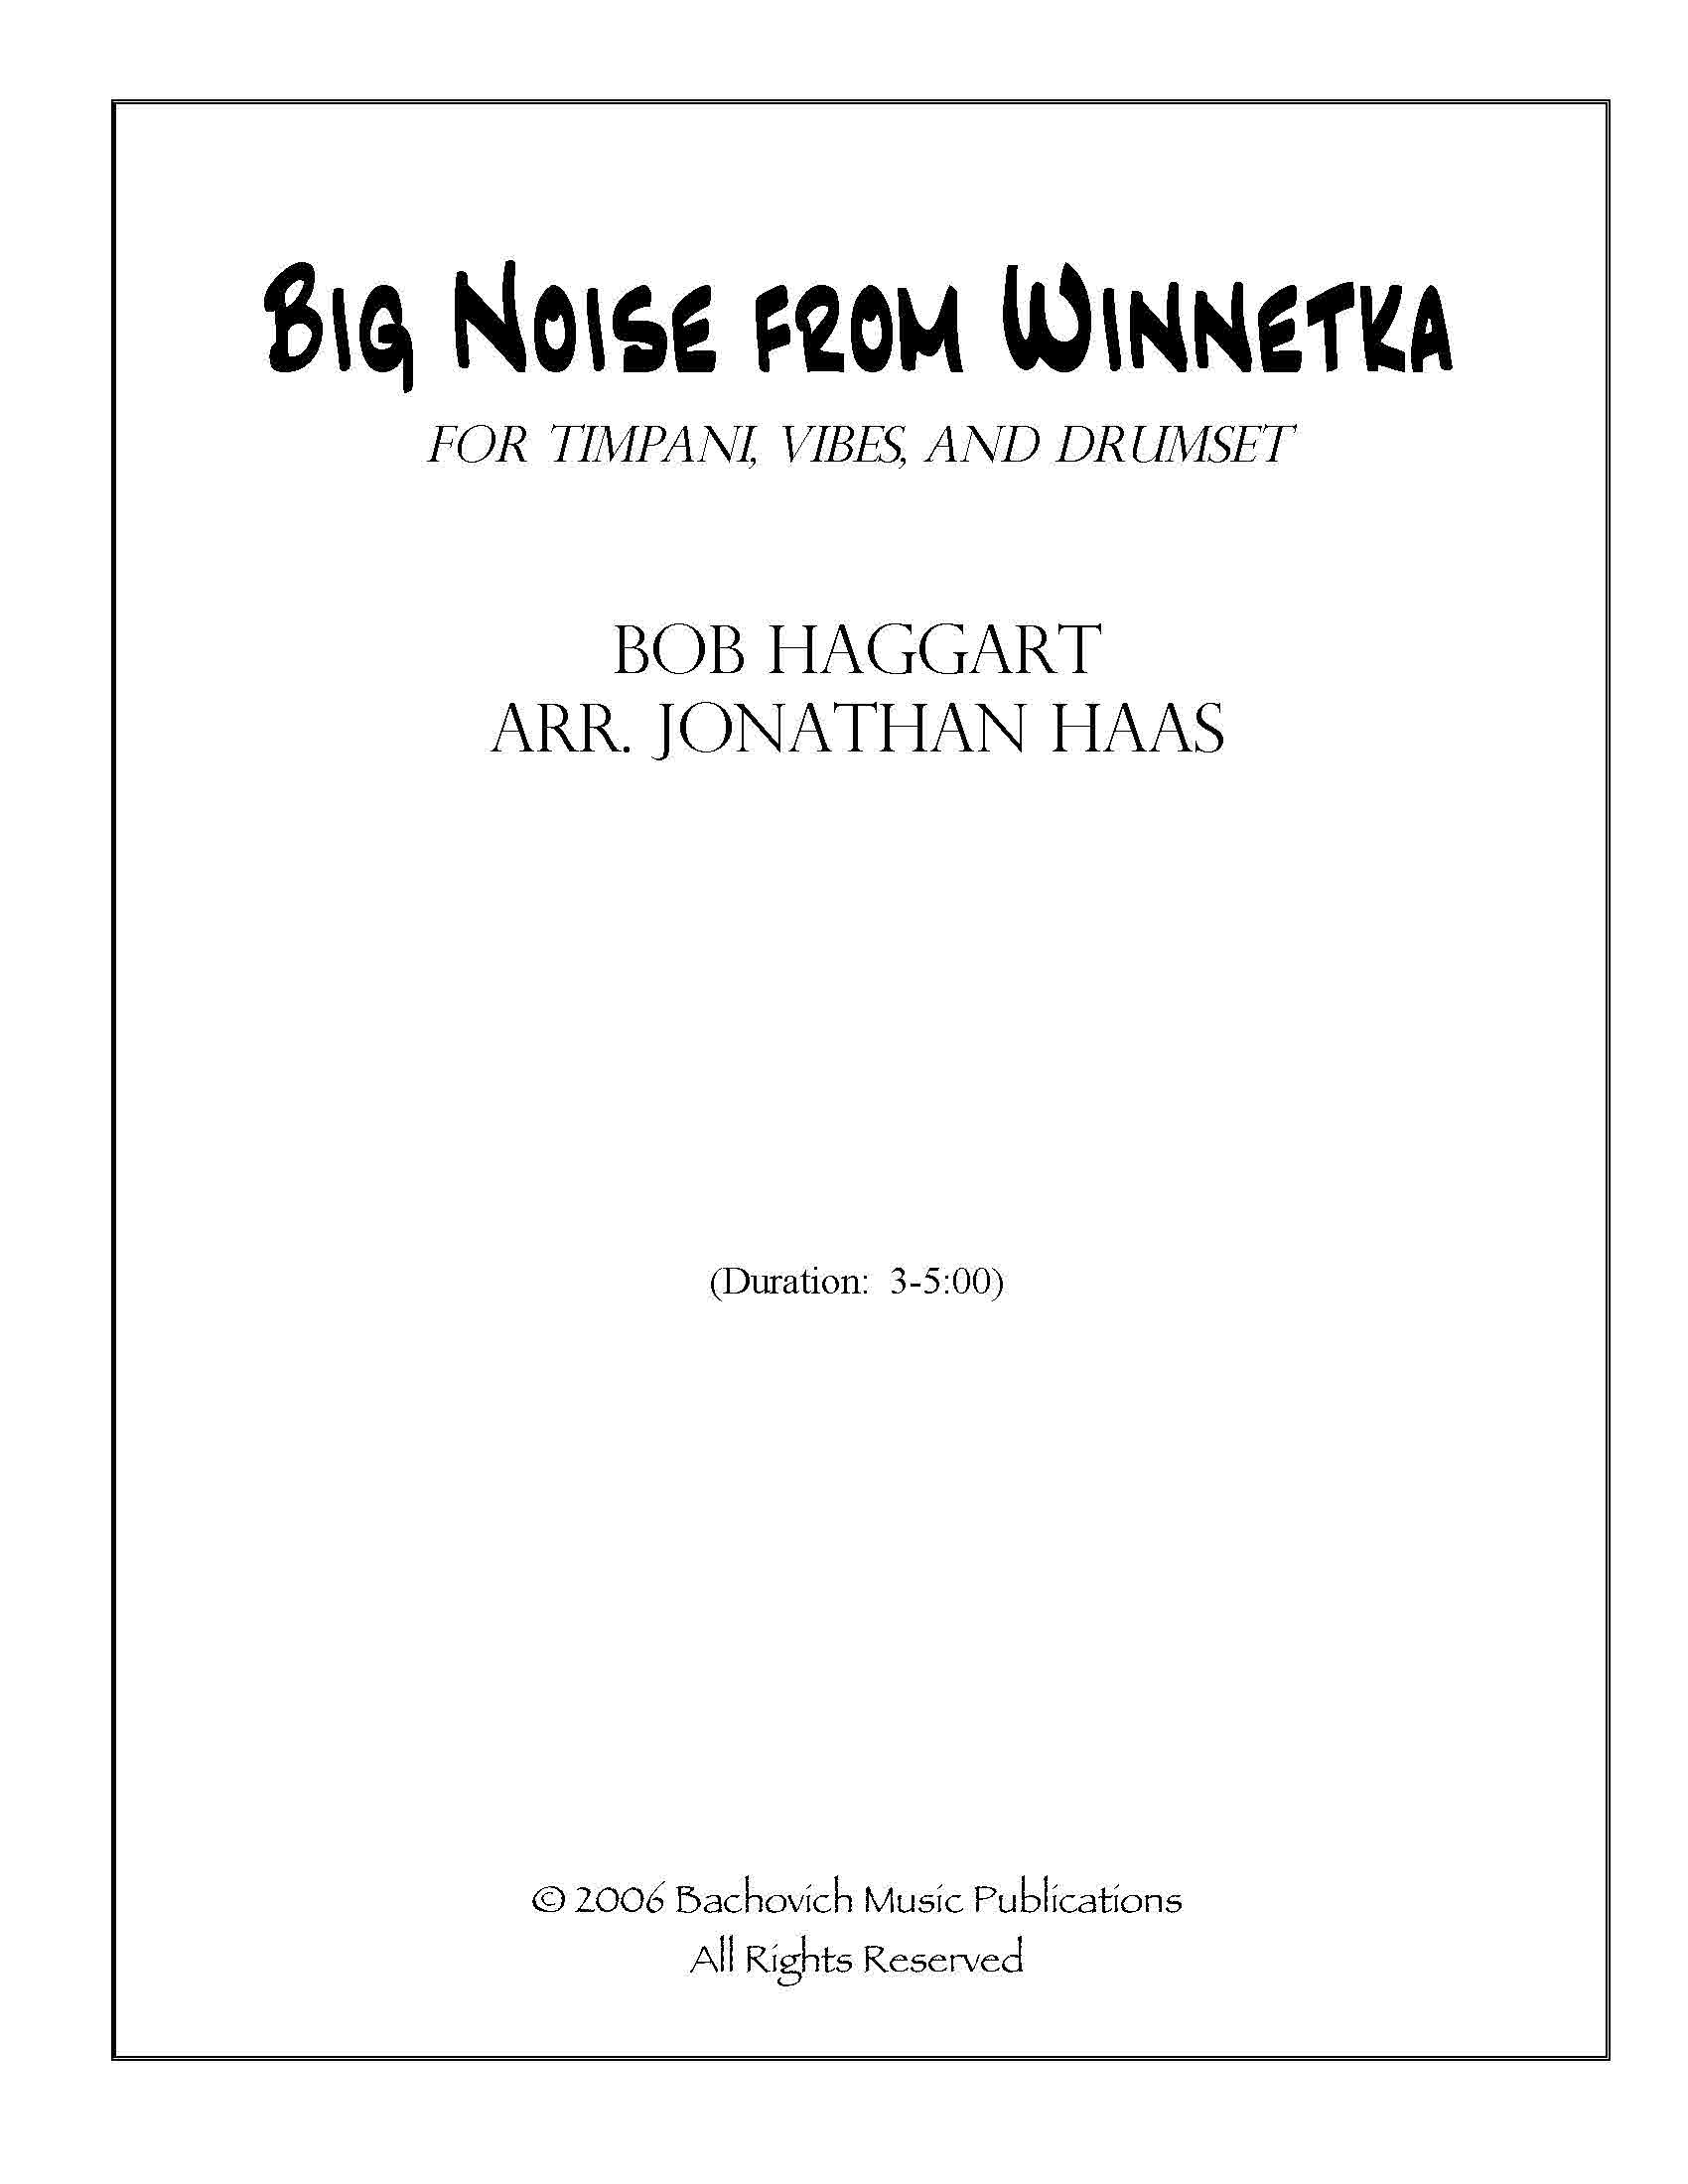 Big Noise from Winnetka
for timpani, vibes, and drumset
Bob Haggart
arr. Jonathan Haas
(Duration:  3-5:00)
© 2006 Bachovich Music Publications
All Rights Reserved